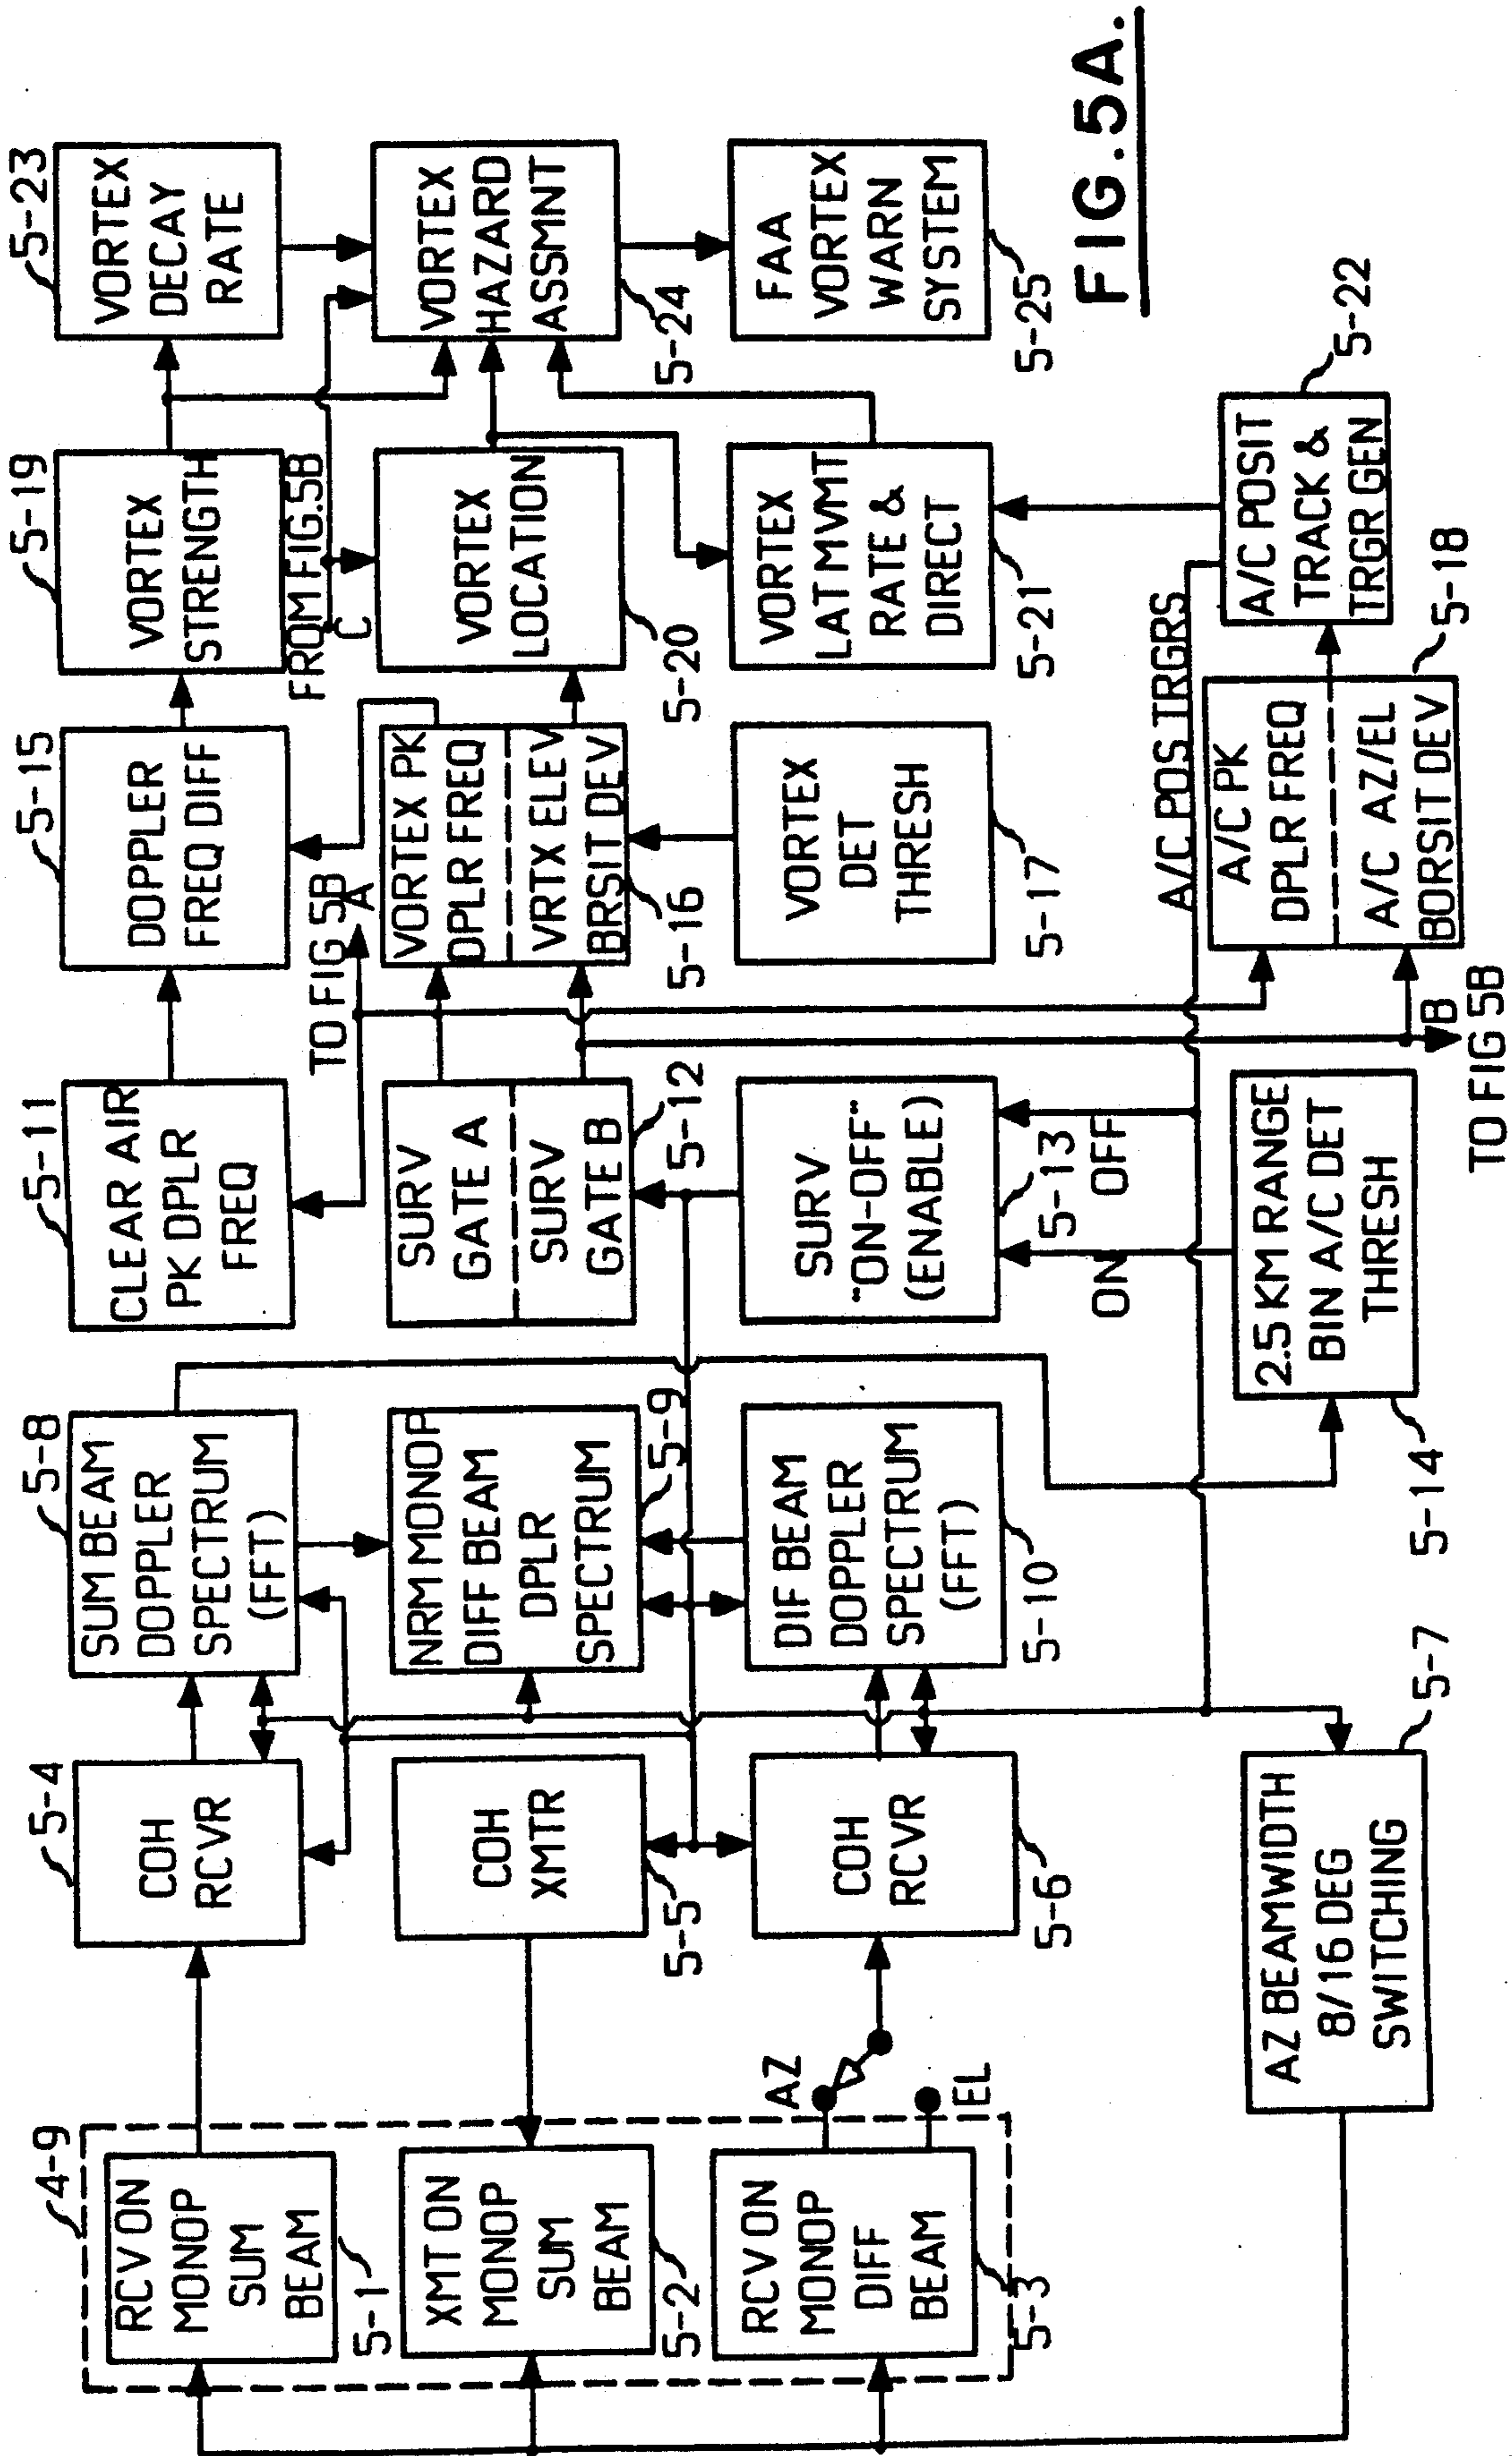 4-9
RCV ON
MONOP
SUM
BEAM
5-1
XMT ON
MONOP
SUM
BEAM
5-2
RCV ON
MONOP
DIFF
BEAM
5-3
AZ
EL
5-4
COH
RCVR
COH
XMTR
5-5
COH
RCVR
5-6
AZ BEAMWIDTH
8/16 DEG
SWITCHING
5-7
5-8
SUM BEAM
DOPPLER
SPECTRUM
(FFT)
NRM MONOP
DIFF BEAM
DPLR
SPECTRUM
5-9
DIF BEAM
DOPPLER
SPECTRUM
(FFT)
5-10
5-11
CLEAR AIR
PK DPLR
FREQ
TO FIG 5B
A
SURV
GATE A
SURV
GATE B
5-12
SURV
"ON-OFF"
(ENABLE)
5-13
ON
OFF
2.5 KM RANGE
BIN A/C DET
THRESH
5-14
5-15
DOPPLER
FREQ DIFF
VORTEX PK
DPLR FREQ
VRTX ELEV
BRSIT DEV
5-16
VORTEX
DET
THRESH
5-17
A/C POS TRGRS
A/C PK
DPLR FREQ
A/C AZ/EL
BORSIT DEV
5-18
B
TO FIG 5B
5-19
VORTEX
STRENGTH
FROM FIG.5B
C
VORTEX
LOCATION
5-20
VORTEX
LAT MVMT
RATE &
DIRECT
5-21
A/C POSIT
TRACK &
TRGR GEN
5-22
5-23
VORTEX
DECAY
RATE
VORTEX
HAZARD
ASSMNT
5-24
FAA
VORTEX
WARN
SYSTEM
5-25
FIG.5A.